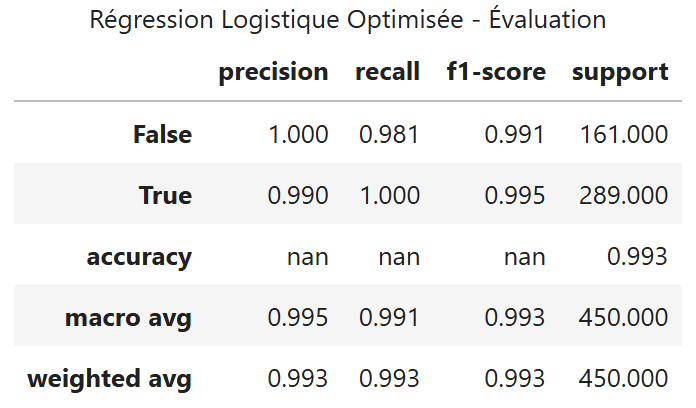 Régression Logistique Optimisée - Évaluation
precision recall f1-score support
False 1.000 0.981 0.991 161.000
True 0.990 1.000 0.995 289.000
accuracy nan nan nan 0.993
macro avg 0.995 0.991 0.993 450.000
weighted avg 0.993 0.993 0.993 450.000